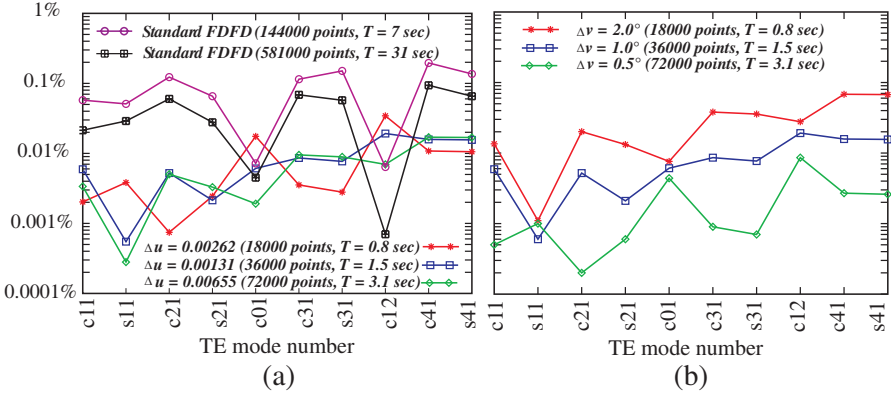 1%
0.1%
0.01%
0.001%
0.0001%
Standard FDFD (144000 points, T = 7 sec)
Standard FDFD (581000 points, T = 31 sec)
Δu = 0.00262 (18000 points, T = 0.8 sec)
Δu = 0.00131 (36000 points, T = 1.5 sec)
Δu = 0.00655 (72000 points, T = 3.1 sec)
c11 s11 c21 s21 c01 c31 s31 c12 c41 s41
TE mode number
(a)
Δv = 2.0° (18000 points, T = 0.8 sec)
Δv = 1.0° (36000 points, T = 1.5 sec)
Δv = 0.5° (72000 points, T = 3.1 sec)
c11 s11 c21 s21 c01 c31 s31 c12 c41 s41
TE mode number
(b)